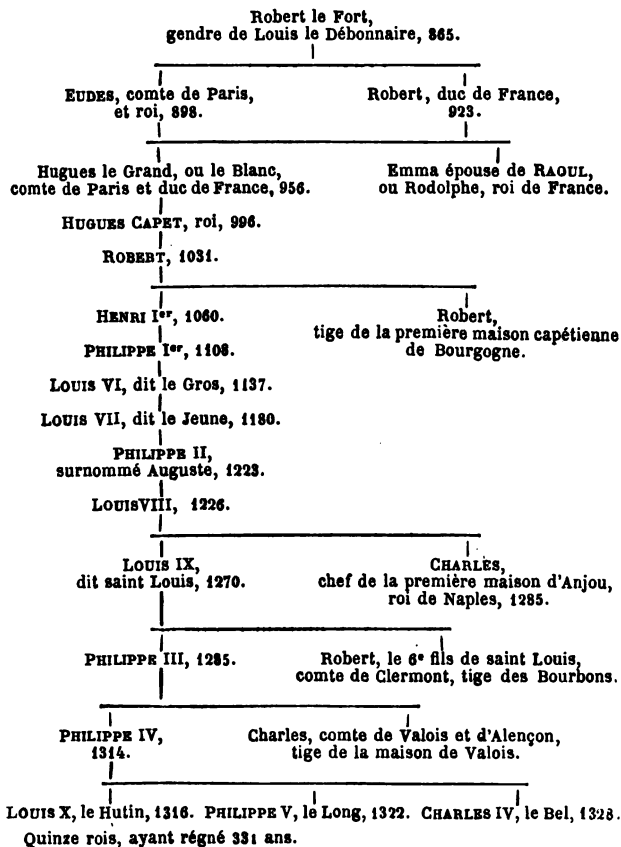 Robert le Fort,
gendre de Louis le Débonnaire, 865.
EUDES, comte de Paris,
et roi, 898.
Robert, duc de France,
923.
Hugues le Grand, ou le Blanc,
comte de Paris et duc de France, 956.
Emma épouse de RAOUL,
ou Rodolphe, roi de France.
HUGUES CAPET, roi, 996.
ROBERT, 1031.
HENRI Iᵉʳ, 1060.
Robert,
tige de la première maison capétienne
de Bourgogne.
PHILIPPE Iᵉʳ, 1108.
LOUIS VI, dit le Gros, 1137.
LOUIS VII, dit le Jeune, 1180.
PHILIPPE II,
surnommé Auguste, 1223.
LOUIS VIII, 1226.
LOUIS IX,
dit saint Louis, 1270.
CHARLES,
chef de la première maison d'Anjou,
roi de Naples, 1285.
PHILIPPE III, 1285.
Robert, le 6ᵉ fils de saint Louis,
comte de Clermont, tige des Bourbons.
PHILIPPE IV,
1314.
Charles, comte de Valois et d'Alençon,
tige de la maison de Valois.
LOUIS X, le Hutin, 1316. PHILIPPE V, le Long, 1322. CHARLES IV, le Bel, 1328.
Quinze rois, ayant régné 331 ans.